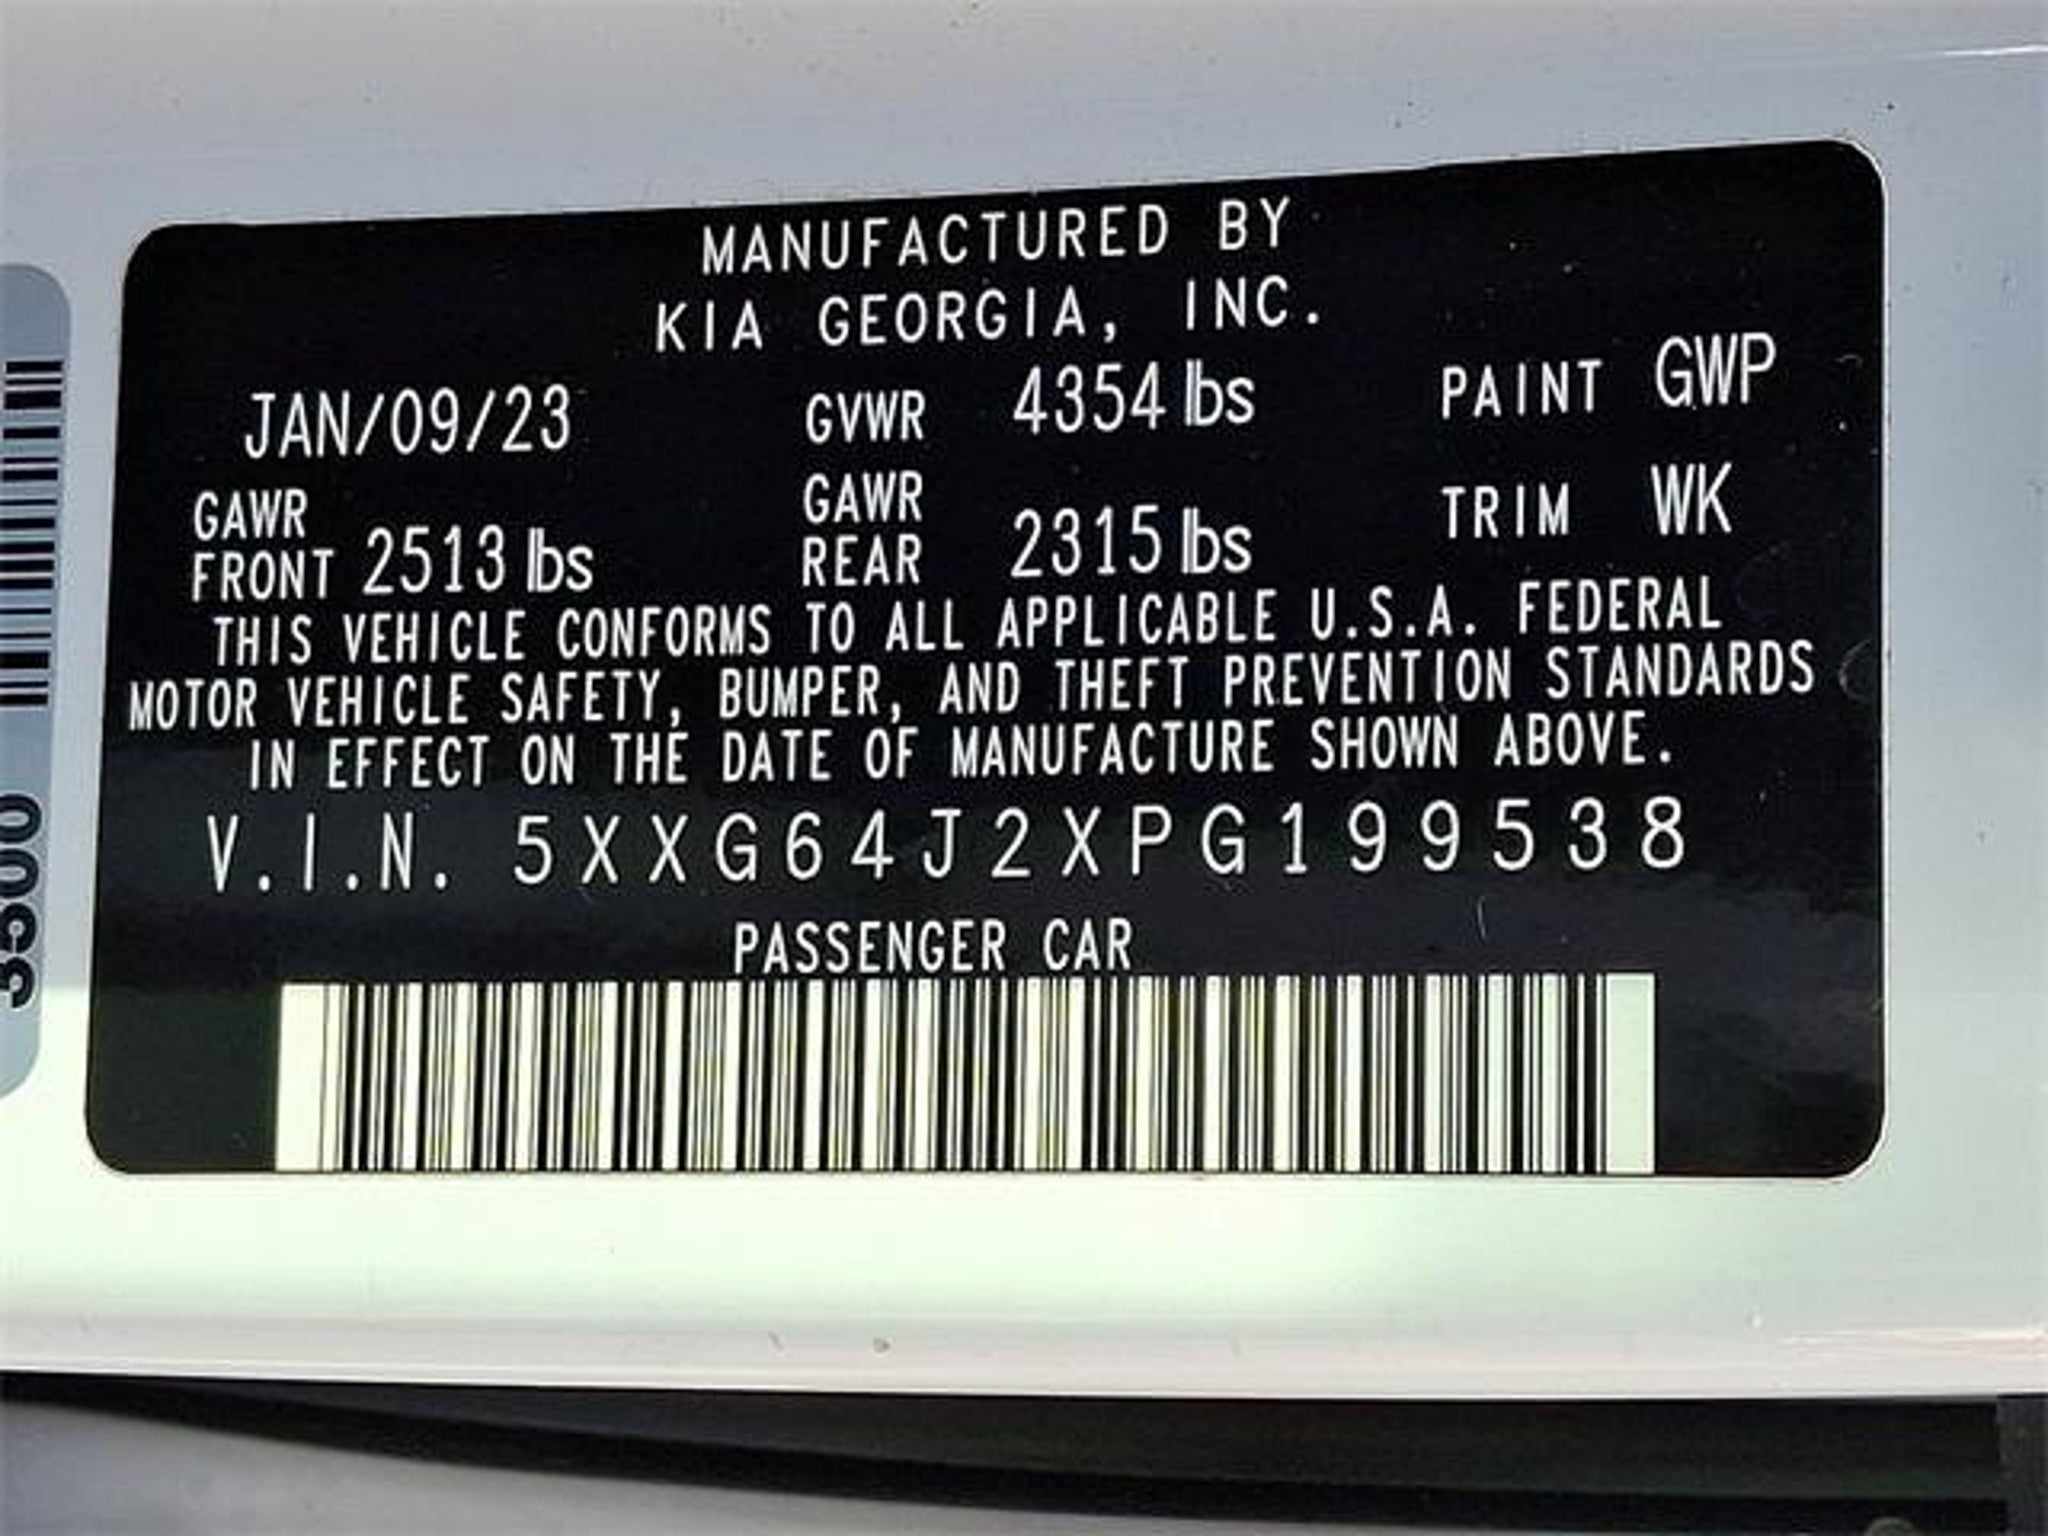 MANUFACTURED BY
KIA GEORGIA, INC.
JAN/09/23 GVWR 4354 lbs PAINT GWP
GAWR FRONT 2513 lbs GAWR REAR 2315 lbs TRIM WK
THIS VEHICLE CONFORMS TO ALL APPLICABLE U.S.A. FEDERAL
MOTOR VEHICLE SAFETY, BUMPER, AND THEFT PREVENTION STANDARDS
IN EFFECT ON THE DATE OF MANUFACTURE SHOWN ABOVE.
V.I.N. 5XXG64J2XPG199538
PASSENGER CAR